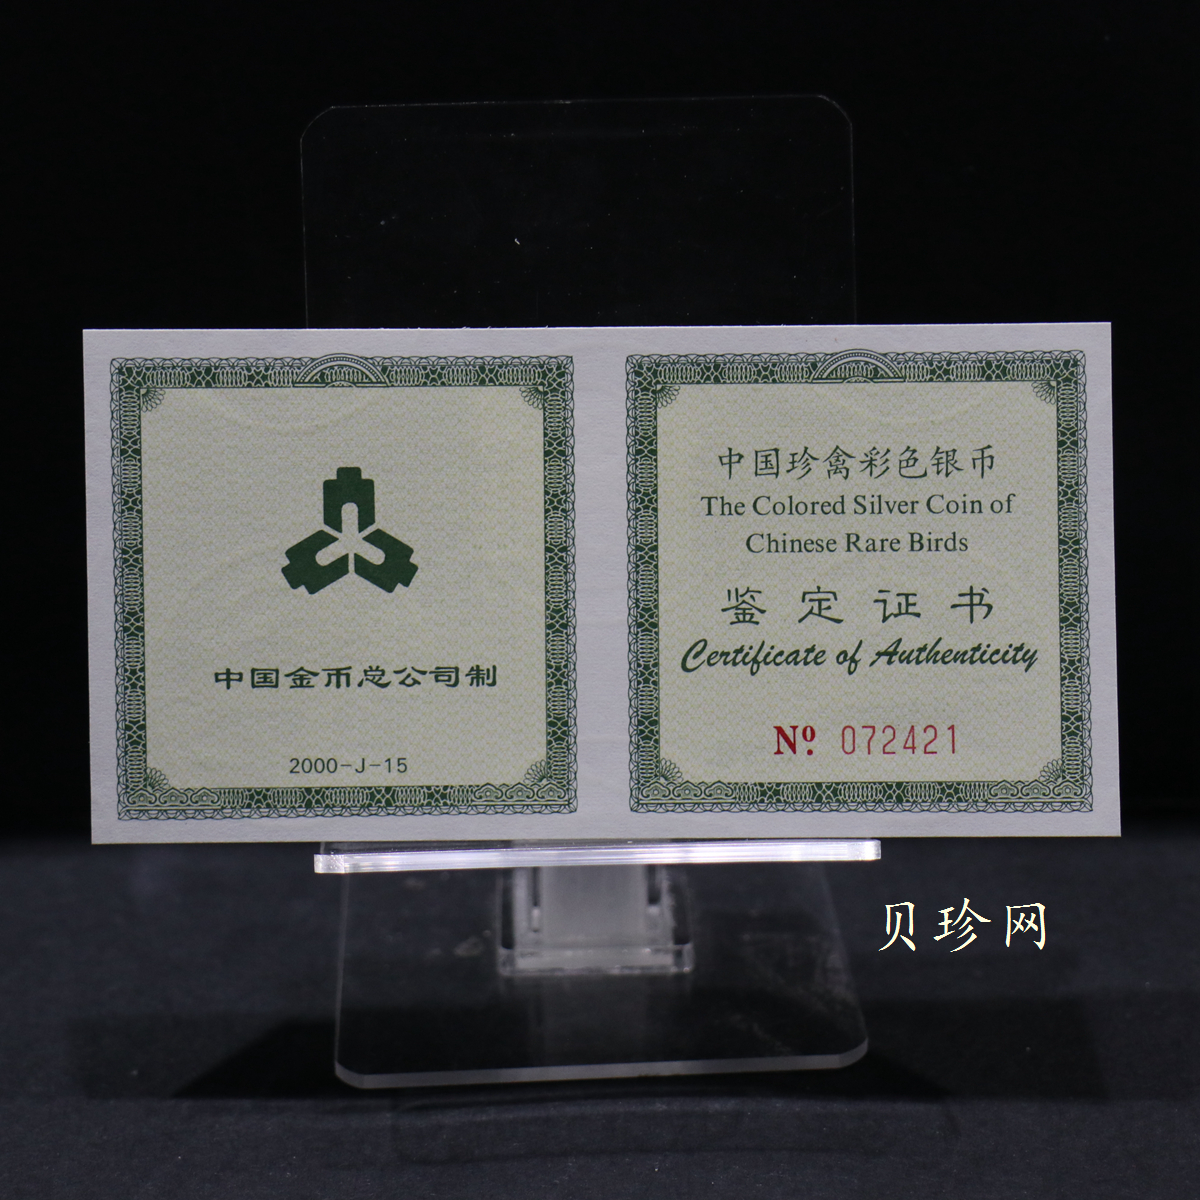 中国金币总公司制
2000-J-15
中国珍禽彩色银币
The Colored Silver Coin of
Chinese Rare Birds
鉴定证书
Certificate of Authenticity
Nº 072421
贝珍网